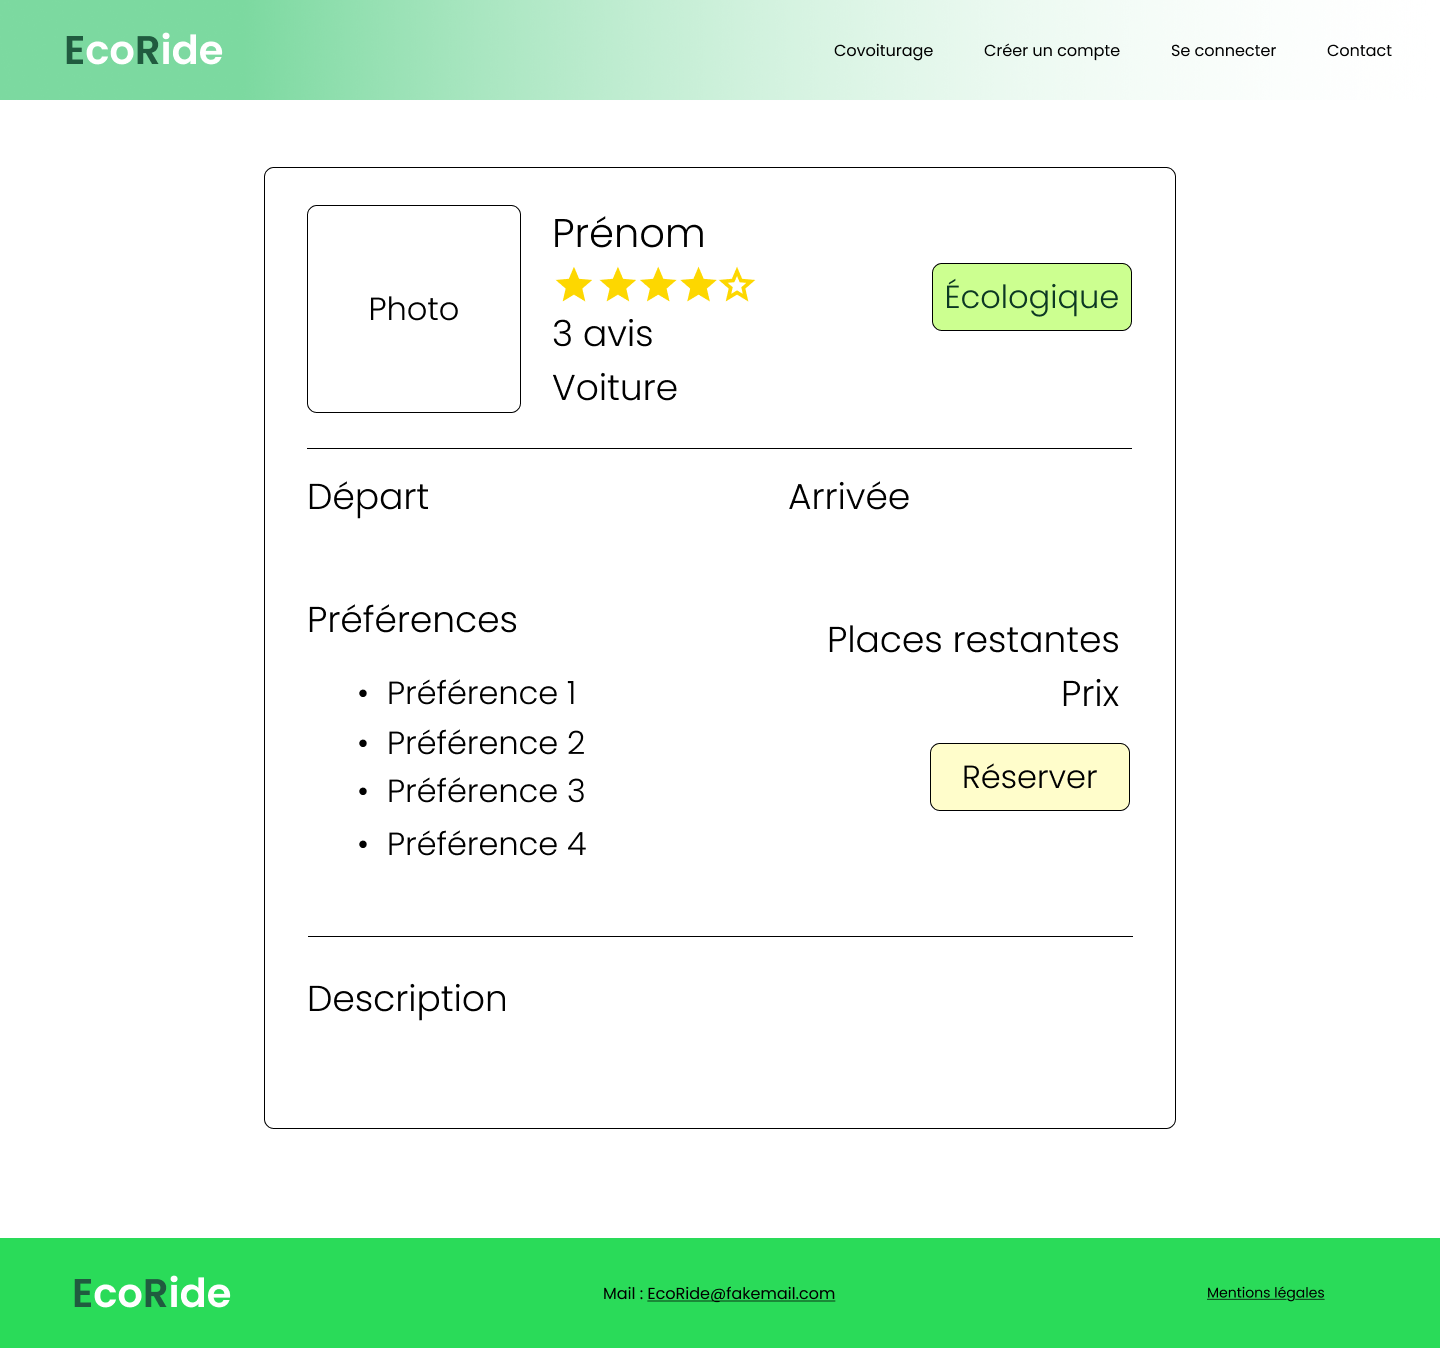 EcoRide
Covoiturage
Créer un compte
Se connecter
Contact
Photo
Prénom
3 avis
Voiture
Écologique
Départ
Arrivée
Préférences
• Préférence 1
• Préférence 2
• Préférence 3
• Préférence 4
Places restantes
Prix
Réserver
Description
EcoRide
Mail : EcoRide@fakemail.com
Mentions légales